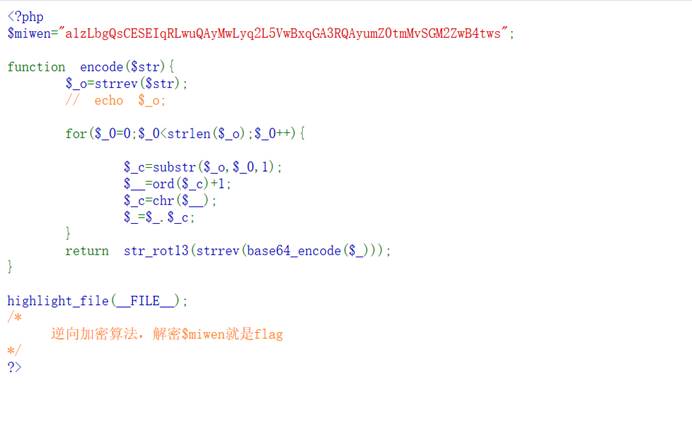 <?php
$miwen="a1zLbgQsCESEIqRLwuQAyMwLyq2L5VwBxqGA3RQAyumZ0tmMvSGM2ZwB4tws";
function encode($str){
$_o=strrev($str);
// echo $_o;
for($_0=0;$_0<strlen($_o);$_0++){
$_c=substr($_o,$_0,1);
$__=ord($_c)+1;
$_c=chr($__);
$_=$_.$_c;
}
return str_rot13(strrev(base64_encode($_)));
}
highlight_file(__FILE__);
/*
逆向加密算法，解密$miwen就是flag
*/
?>